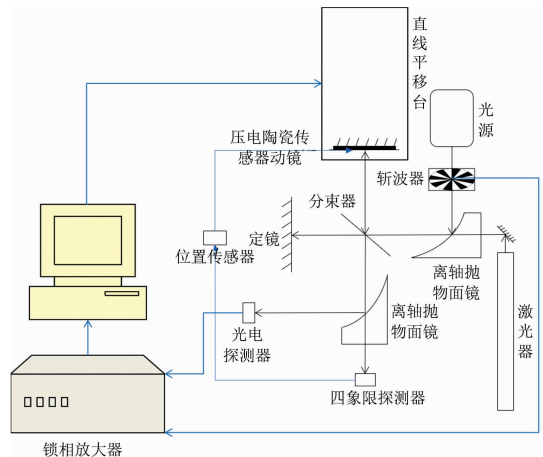 直线平移台
光源
压电陶瓷传
感器动镜
斩波器
分束器
定镜
位置传感器
离轴抛
物面镜
离轴抛
物面镜
激光器
光电
探测器
四象限探测器
锁相放大器